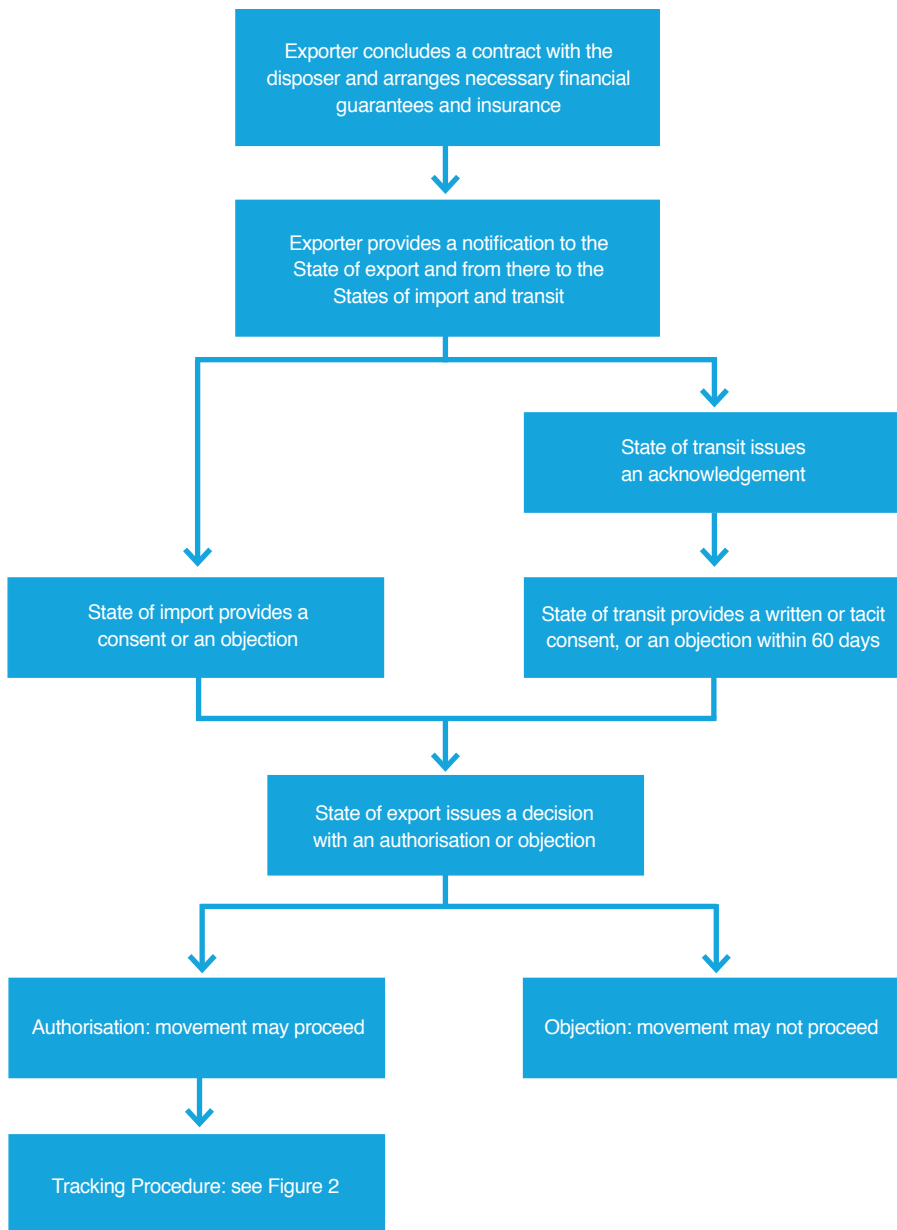 Exporter concludes a contract with the
disposer and arranges necessary financial
guarantees and insurance
Exporter provides a notification to the
State of export and from there to the
States of import and transit
State of transit issues
an acknowledgement
State of import provides a
consent or an objection
State of transit provides a written or tacit
consent, or an objection within 60 days
State of export issues a decision
with an authorisation or objection
Authorisation: movement may proceed
Objection: movement may not proceed
Tracking Procedure: see Figure 2